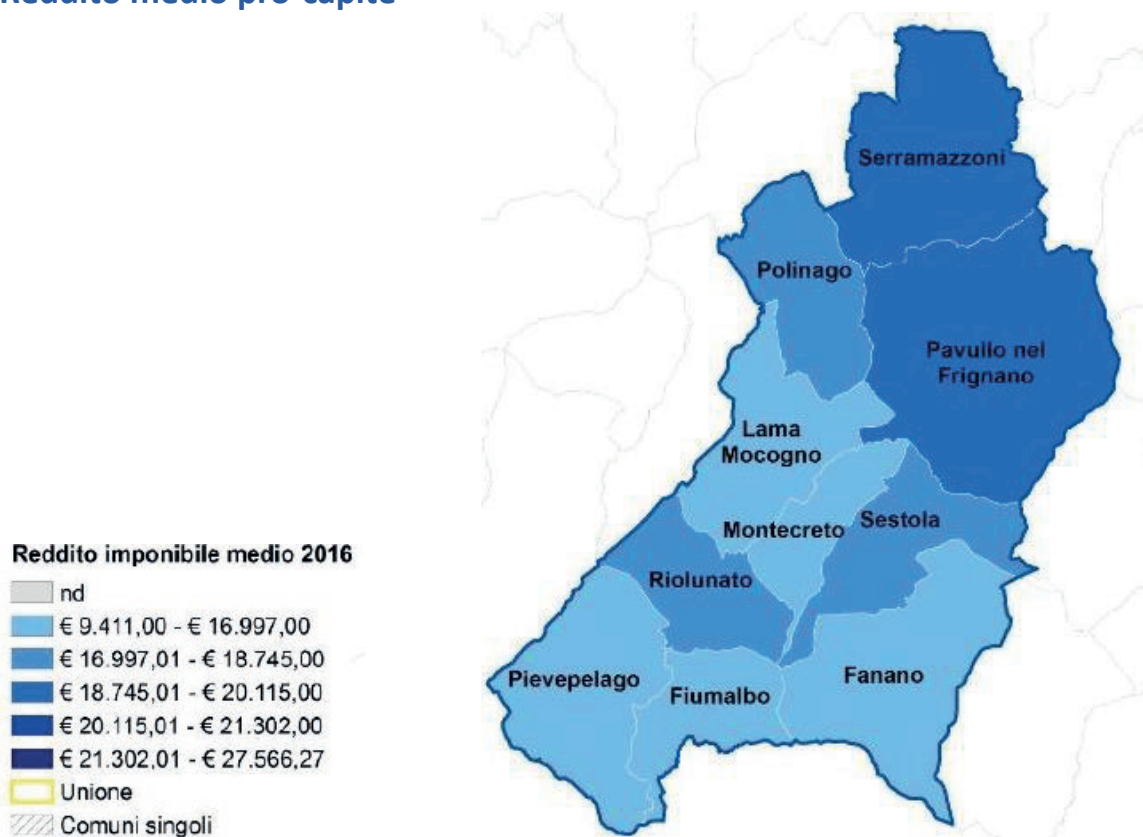 Reddito medio pro-capite
Serramazzoni
Polinago
Pavullo nel
Frignano
Lama
Mocogno
Montecreto
Sestola
Riolunato
Pievepelago
Fiumalbo
Fanano
Reddito imponibile medio 2016
nd
€ 9.411,00 - € 16.997,00
€ 16.997,01 - € 18.745,00
€ 18.745,01 - € 20.115,00
€ 20.115,01 - € 21.302,00
€ 21.302,01 - € 27.566,27
Unione
Comuni singoli